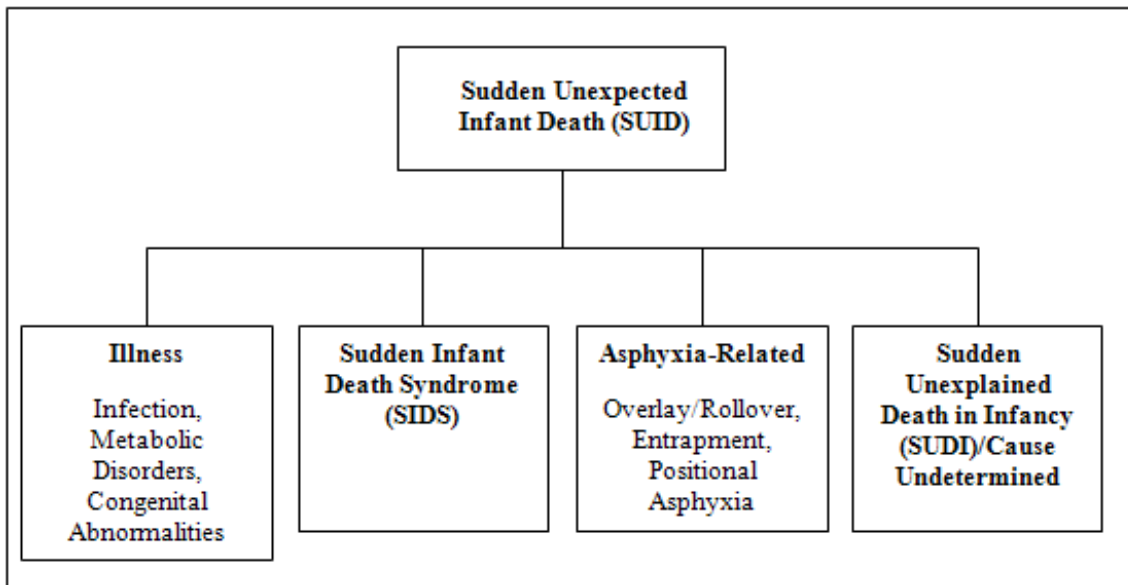 Sudden Unexpected
Infant Death (SUID)
Illness
Infection,
Metabolic
Disorders,
Congenital
Abnormalities
Sudden Infant
Death Syndrome
(SIDS)
Asphyxia-Related
Overlay/Rollover,
Entrapment,
Positional
Asphyxia
Sudden
Unexplained
Death in Infancy
(SUDI)/Cause
Undetermined